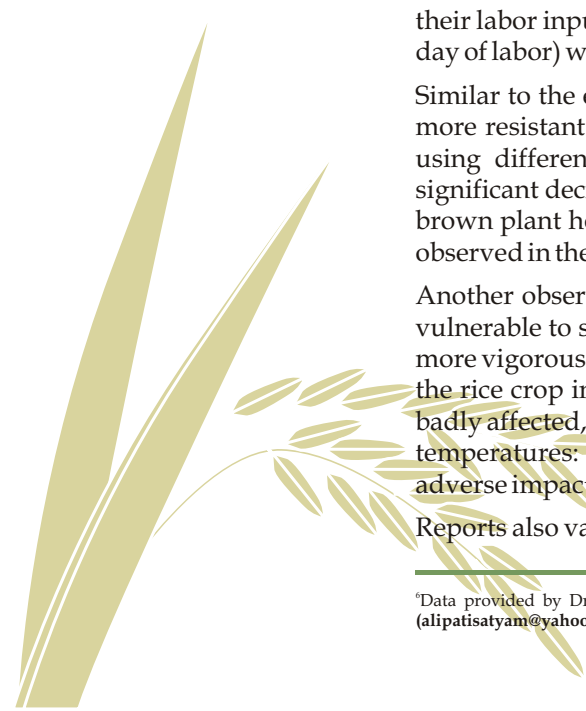 their labor inpu
day of labor) w
Similar to the
more resistant
using differen
significant dec
brown plant h
observed in the
Another obser
vulnerable to s
more vigorous
the rice crop in
badly affected,
temperatures:
adverse impac
Reports also va
⁶Data provided by Dr
(alipatisatyam@yahoo